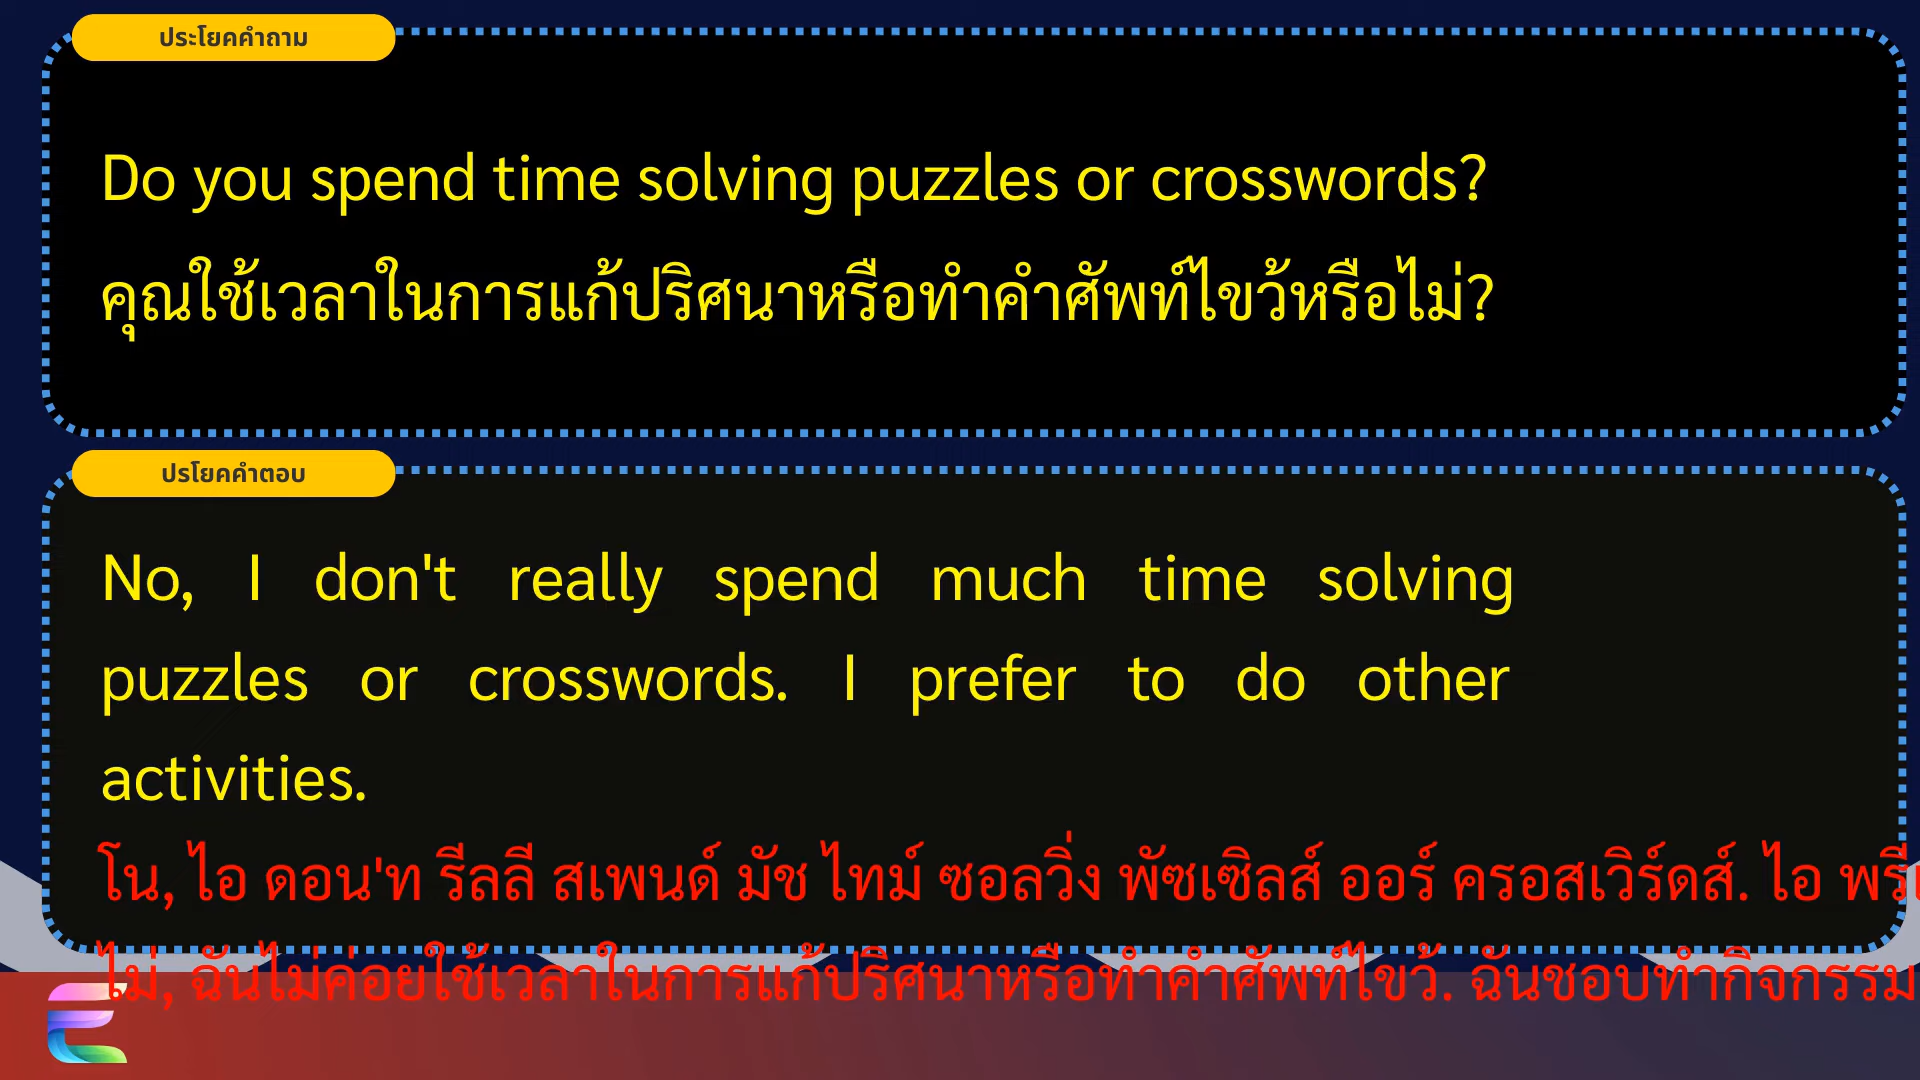 ประโยคคำถาม
Do you spend time solving puzzles or crosswords?
คุณใช้เวลาในการแก้ปริศนาหรือทำคำศัพท์ไขว้หรือไม่?
ปรโยคคำตอบ
No, I don't really spend much time solving
puzzles or crosswords. I prefer to do other
activities.
โน, ไอ ดอน'ท รีลลี สเพนด์ มัช ไทม์ ซอลวิ่ง พัซเซิลส์ ออร์ ครอสเวิร์ดส์. ไอ
ไม่, ฉันไม่ค่อยใช้เวลาในการแก้ปริศนาหรือทำคำศัพท์ไขว้. ฉันชอบทำกิจกรรม